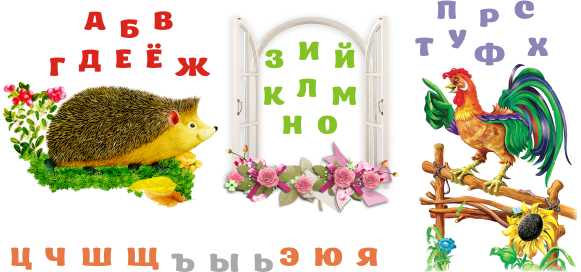 А Б В
Г Д Е Ё Ж
З И Й
К Л М
Н О
П Р С
Т У Ф Х
Ц Ч Ш Щ Ъ Ы Ь Э Ю Я